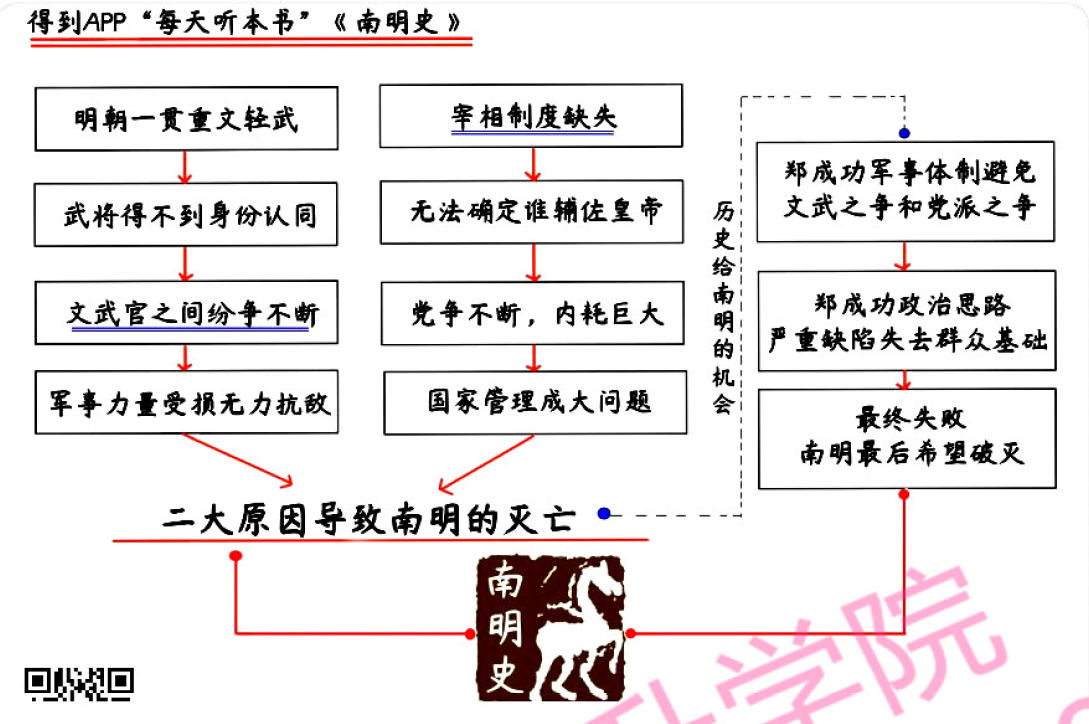 得到APP“每天听本书”《南明史》
明朝一贯重文轻武
武将得不到身份认同
文武官之间纷争不断
军事力量受损无力抗敌
宰相制度缺失
无法确定谁辅佐皇帝
党争不断，内耗巨大
国家管理成大问题
二大原因导致南明的灭亡
历史给南明的机会
郑成功军事体制避免
文武之争和党派之争
郑成功政治思路
严重缺陷失去群众基础
最终失败
南明最后希望破灭
南明史
学院